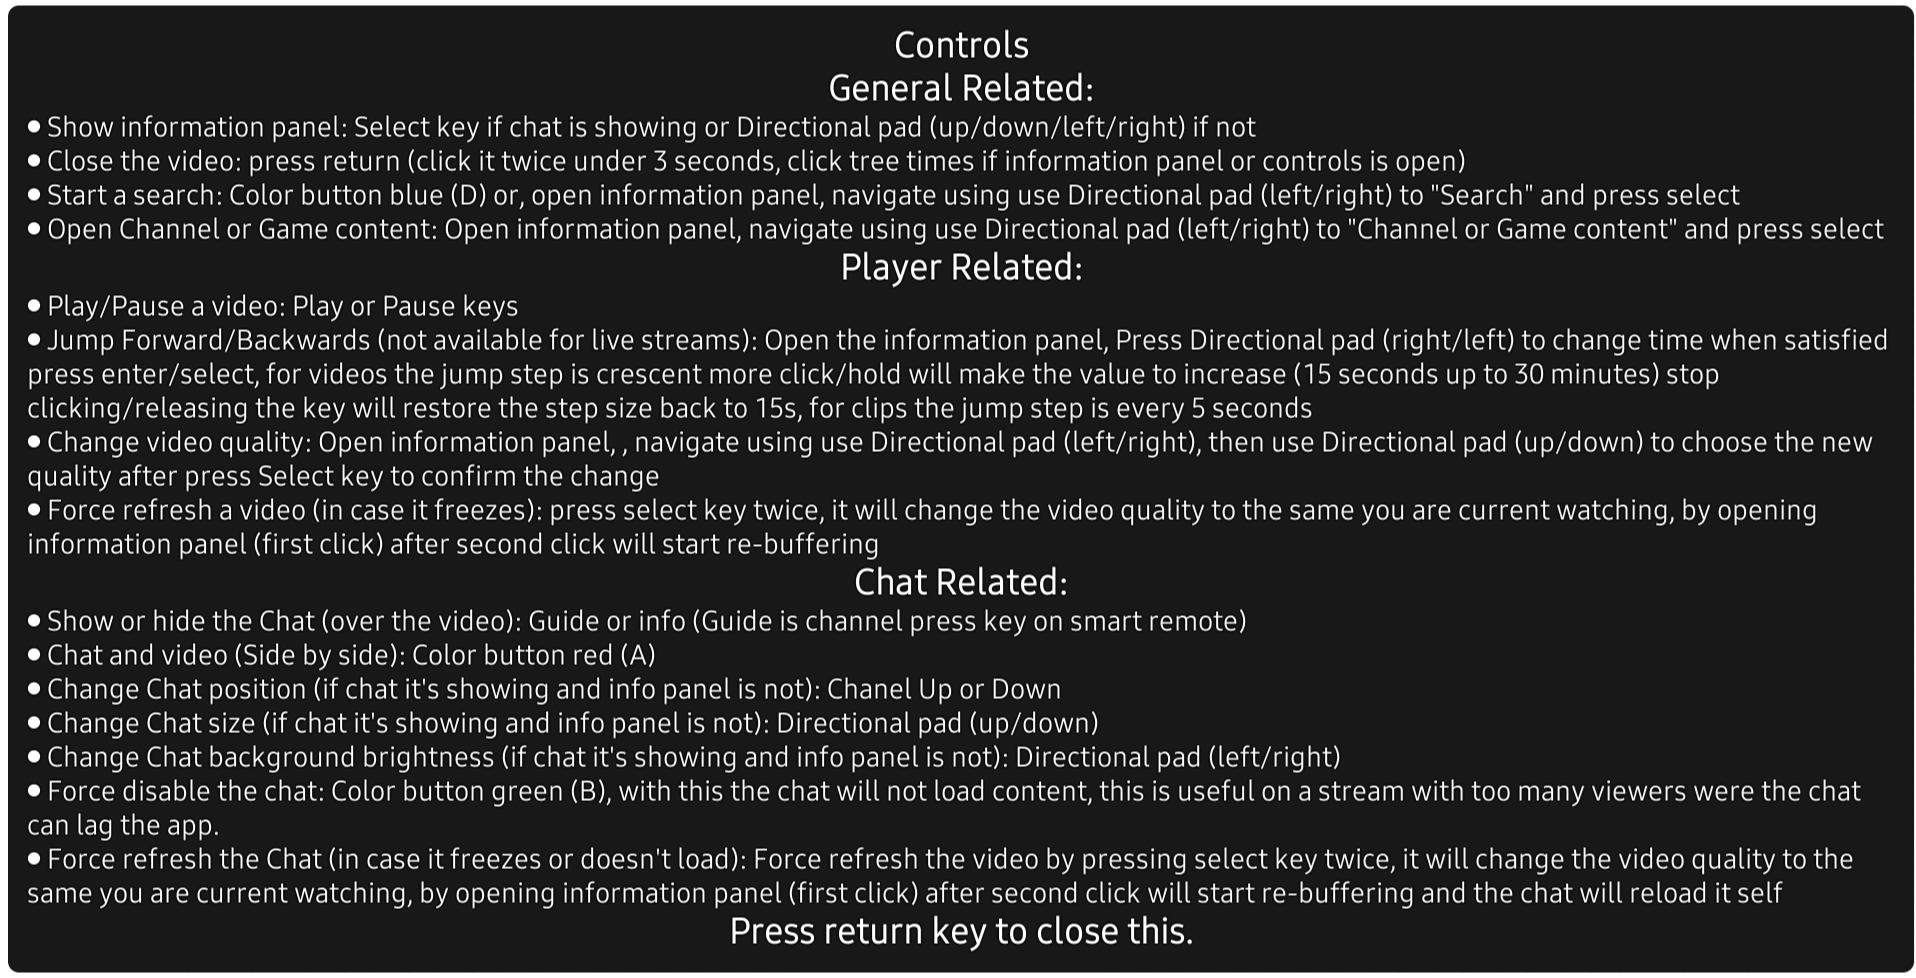 Controls
General Related:
● Show information panel: Select key if chat is showing or Directional pad (up/down/left/right) if not
● Close the video: press return (click it twice under 3 seconds, click tree times if information panel or controls is open)
● Start a search: Color button blue (D) or, open information panel, navigate using use Directional pad (left/right) to "Search" and press select
● Open Channel or Game content: Open information panel, navigate using use Directional pad (left/right) to "Channel or Game content" and press select
Player Related:
● Play/Pause a video: Play or Pause keys
● Jump Forward/Backwards (not available for live streams): Open the information panel, Press Directional pad (right/left) to change time when satisfied
press enter/select, for videos the jump step is crescent more click/hold will make the value to increase (15 seconds up to 30 minutes) stop
clicking/releasing the key will restore the step size back to 15s, for clips the jump step is every 5 seconds
● Change video quality: Open information panel, , navigate using use Directional pad (left/right), then use Directional pad (up/down) to choose the new
quality after press Select key to confirm the change
● Force refresh a video (in case it freezes): press select key twice, it will change the video quality to the same you are current watching, by opening
information panel (first click) after second click will start re-buffering
Chat Related:
● Show or hide the Chat (over the video): Guide or info (Guide is channel press key on smart remote)
● Chat and video (Side by side): Color button red (A)
● Change Chat position (if chat it's showing and info panel is not): Chanel Up or Down
● Change Chat size (if chat it's showing and info panel is not): Directional pad (up/down)
● Change Chat background brightness (if chat it's showing and info panel is not): Directional pad (left/right)
● Force disable the chat: Color button green (B), with this the chat will not load content, this is useful on a stream with too many viewers were the chat
can lag the app.
● Force refresh the Chat (in case it freezes or doesn't load): Force refresh the video by pressing select key twice, it will change the video quality to the
same you are current watching, by opening information panel (first click) after second click will start re-buffering and the chat will reload it self
Press return key to close this.